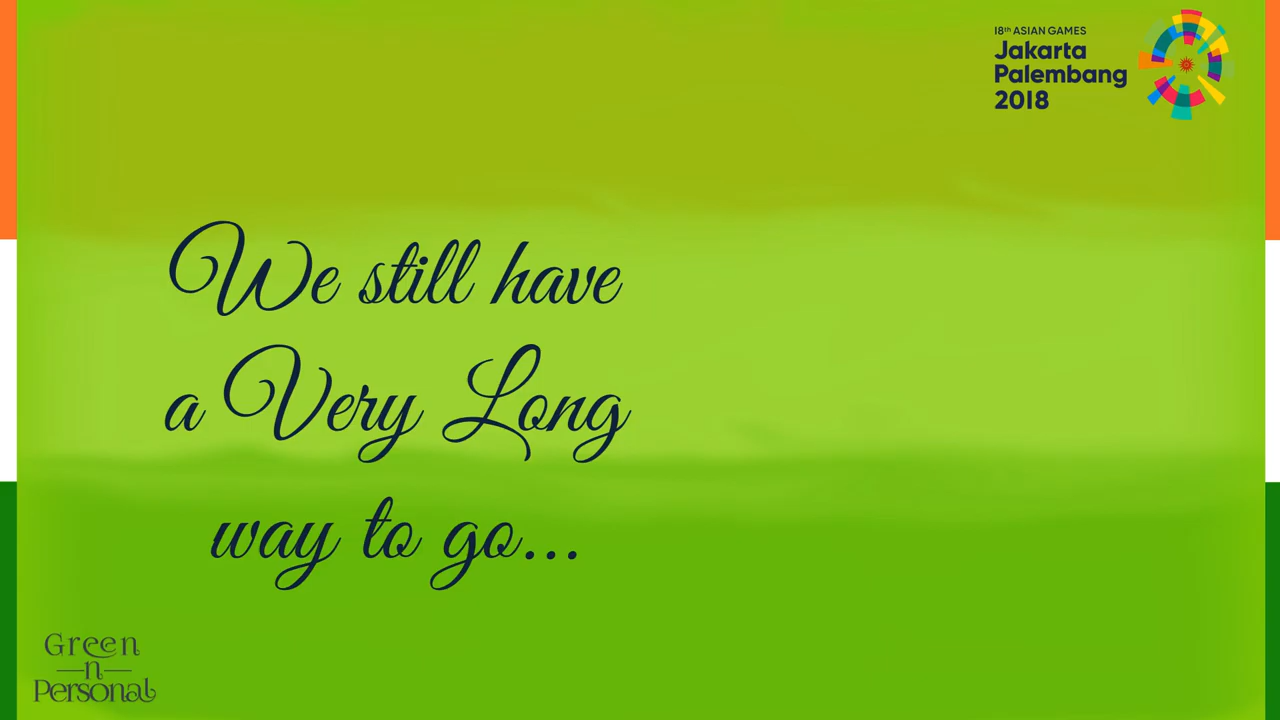 18th ASIAN GAMES
Jakarta
Palembang
2018
We still have
a Very Long
way to go...
Green
n
Personal